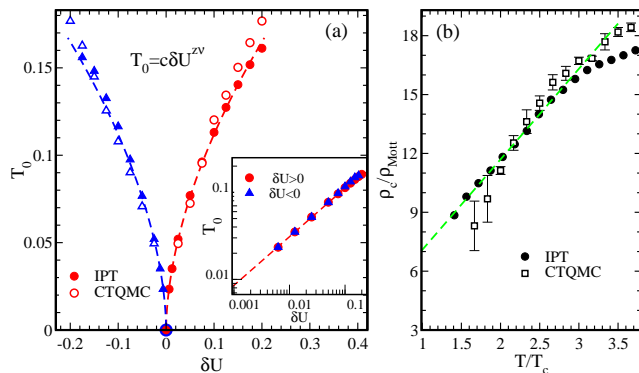 (a)
T₀=cδU^{zν}
T₀
0.15
0.1
0.05
0
-0.2 -0.1 0 0.1 0.2 0.3 0.4
δU
IPT
CTQMC
δU>0
δU<0
T₀
0.1
0.01
0.001 0.01 0.1
δU
(b)
ρc/ρMott
18
15
12
9
6
3
1 1.5 2 2.5 3 3.5
T/Tc
IPT
CTQMC